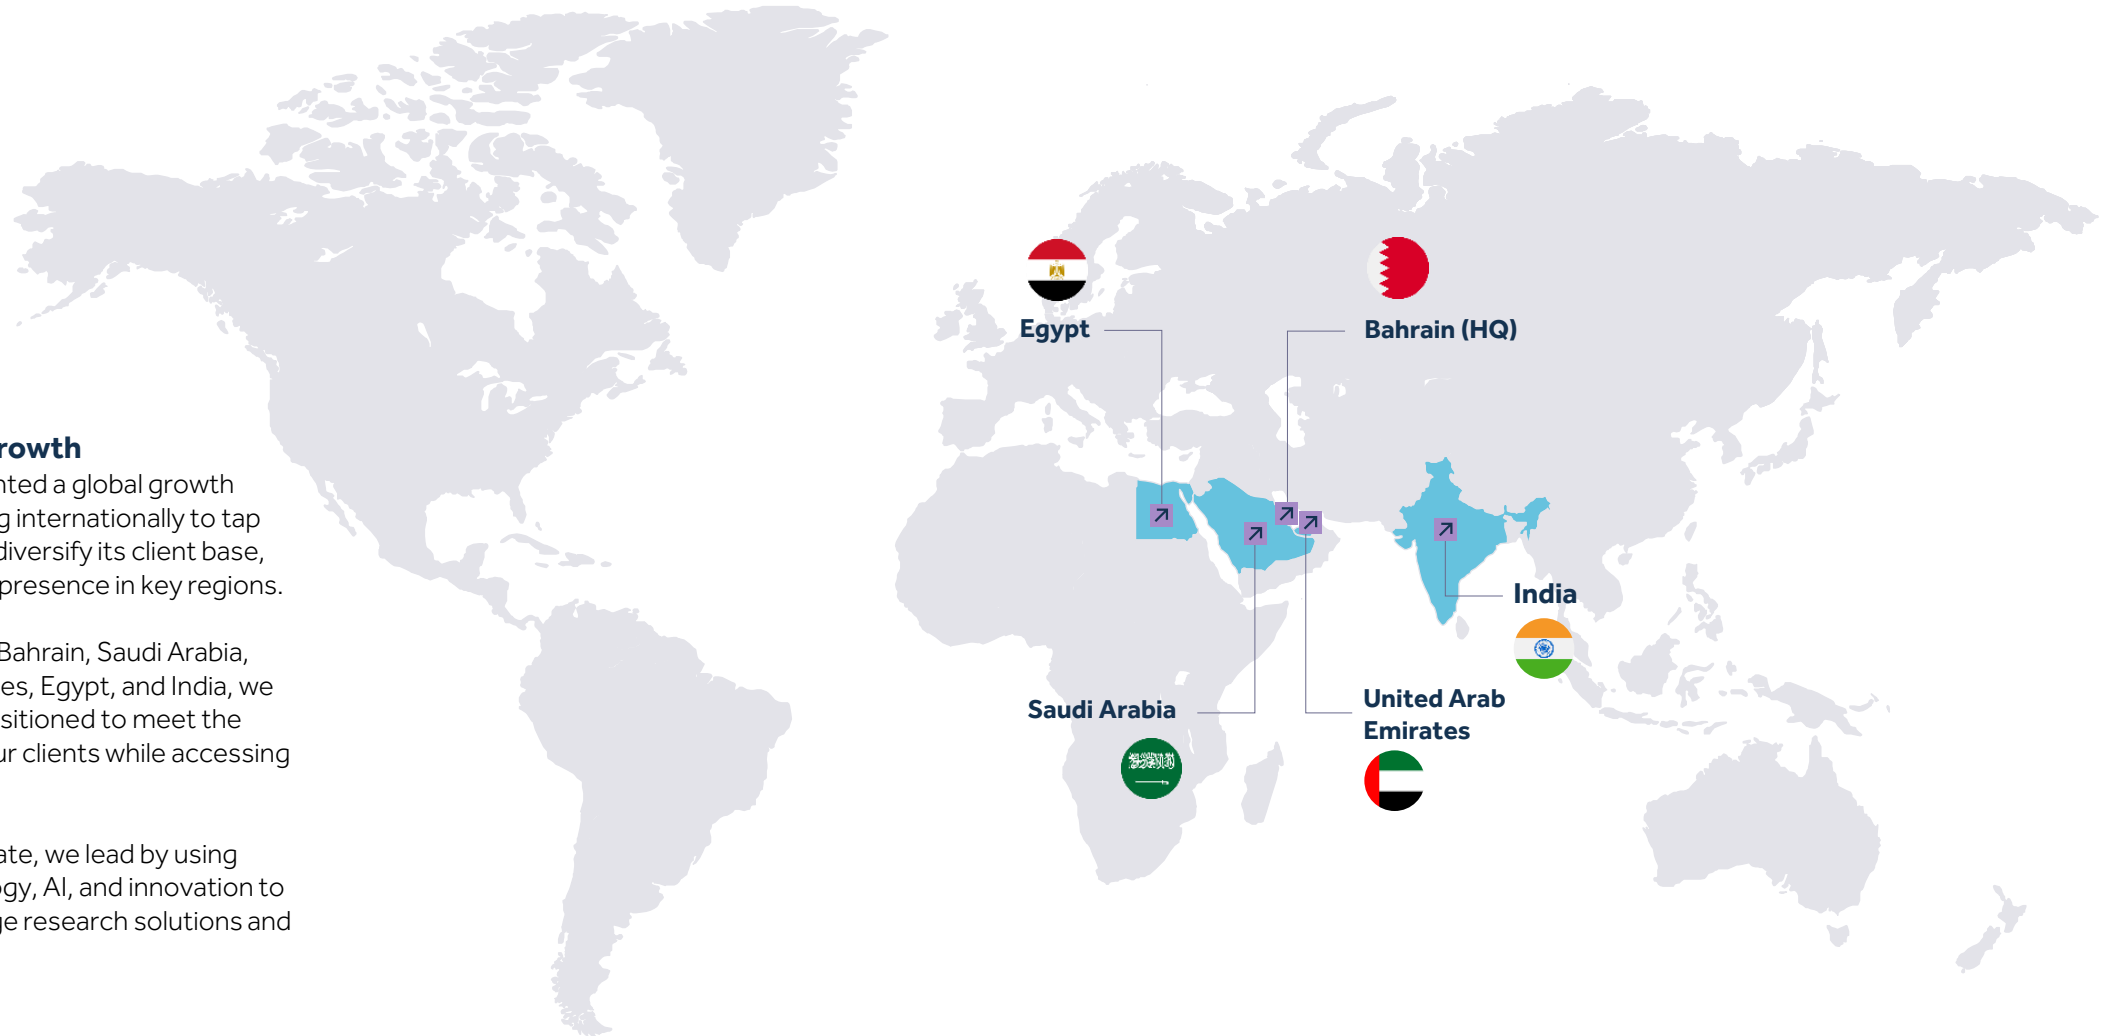 rowth
nted a global growth
g internationally to tap
diversify its client base,
presence in key regions.
Bahrain, Saudi Arabia,
es, Egypt, and India, we
sitioned to meet the
ur clients while accessing
ate, we lead by using
gy, AI, and innovation to
ge research solutions and
Egypt
Bahrain (HQ)
India
Saudi Arabia
United Arab
Emirates